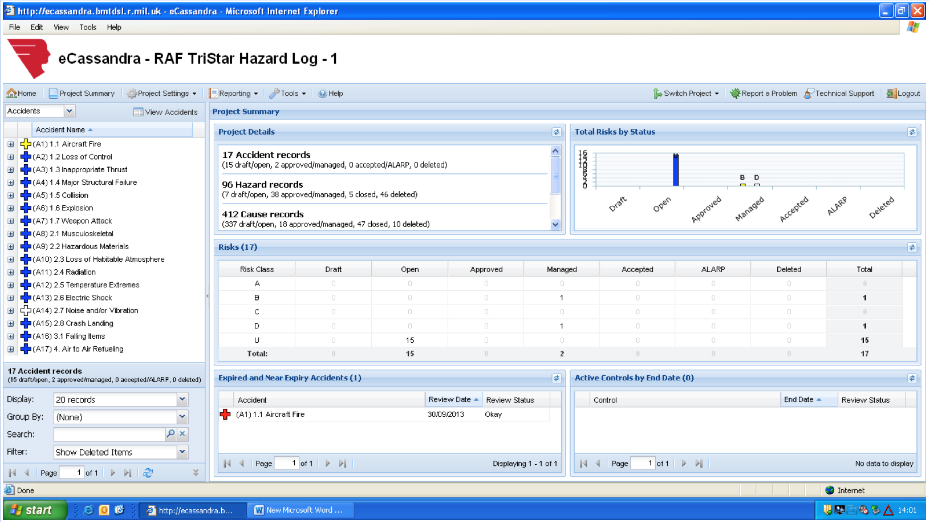 http://ecassandra.bmtdsl.r.mil.uk - eCassandra - Microsoft Internet Explorer
File Edit View Tools Help
eCassandra - RAF TriStar Hazard Log - 1
Home Project Summary Project Settings Reporting Tools Help Switch Project Report a Problem Technical Support Logout
Accidents View Accidents
Accident Name
(A1) 1.1 Aircraft Fire
(A2) 1.2 Loss of Control
(A3) 1.3 Inappropriate Thrust
(A4) 1.4 Major Structural Failure
(A5) 1.5 Collision
(A6) 1.6 Explosion
(A7) 1.7 Weapon Attack
(A8) 2.1 Musculoskeletal
(A9) 2.2 Hazardous Materials
(A10) 2.3 Loss of Habitable Atmosphere
(A11) 2.4 Radiation
(A12) 2.5 Temperature Extremes
(A13) 2.6 Electric Shock
(A14) 2.7 Noise and/or Vibration
(A15) 2.8 Crash Landing
(A16) 3.1 Falling Items
(A17) 4. Air to Air Refueling
17 Accident records
(15 draft/open, 2 approved/managed, 0 accepted/ALARP, 0 deleted)
Display: 20 records
Group By: (None)
Search:
Filter: Show Deleted Items
Page 1 of 1
Project Summary
Project Details
17 Accident records
(15 draft/open, 2 approved/managed, 0 accepted/ALARP, 0 deleted)
96 Hazard records
(7 draft/open, 38 approved/managed, 5 closed, 46 deleted)
412 Cause records
(337 draft/open, 18 approved/managed, 47 closed, 10 deleted)
Total Risks by Status
B D
Draft Open Approved Managed Accepted ALARP Deleted
Risks (17)
Risk Class Draft Open Approved Managed Accepted ALARP Deleted Total
A 0 0 0 0 0 0 0 0
B 0 0 0 1 0 0 0 1
C 0 0 0 0 0 0 0 0
D 0 0 0 1 0 0 0 1
U 0 15 0 0 0 0 0 15
Total: 0 15 0 2 0 0 0 17
Expired and Near Expiry Accidents (1)
Accident Review Date Review Status
(A1) 1.1 Aircraft Fire 30/09/2013 Okay
Page 1 of 1 Displaying 1 - 1 of 1
Active Controls by End Date (0)
Control End Date Review Status
Page 1 of 1 No data to display
Done Internet
start http://ecassandra.b... New Microsoft Word ... 14:01